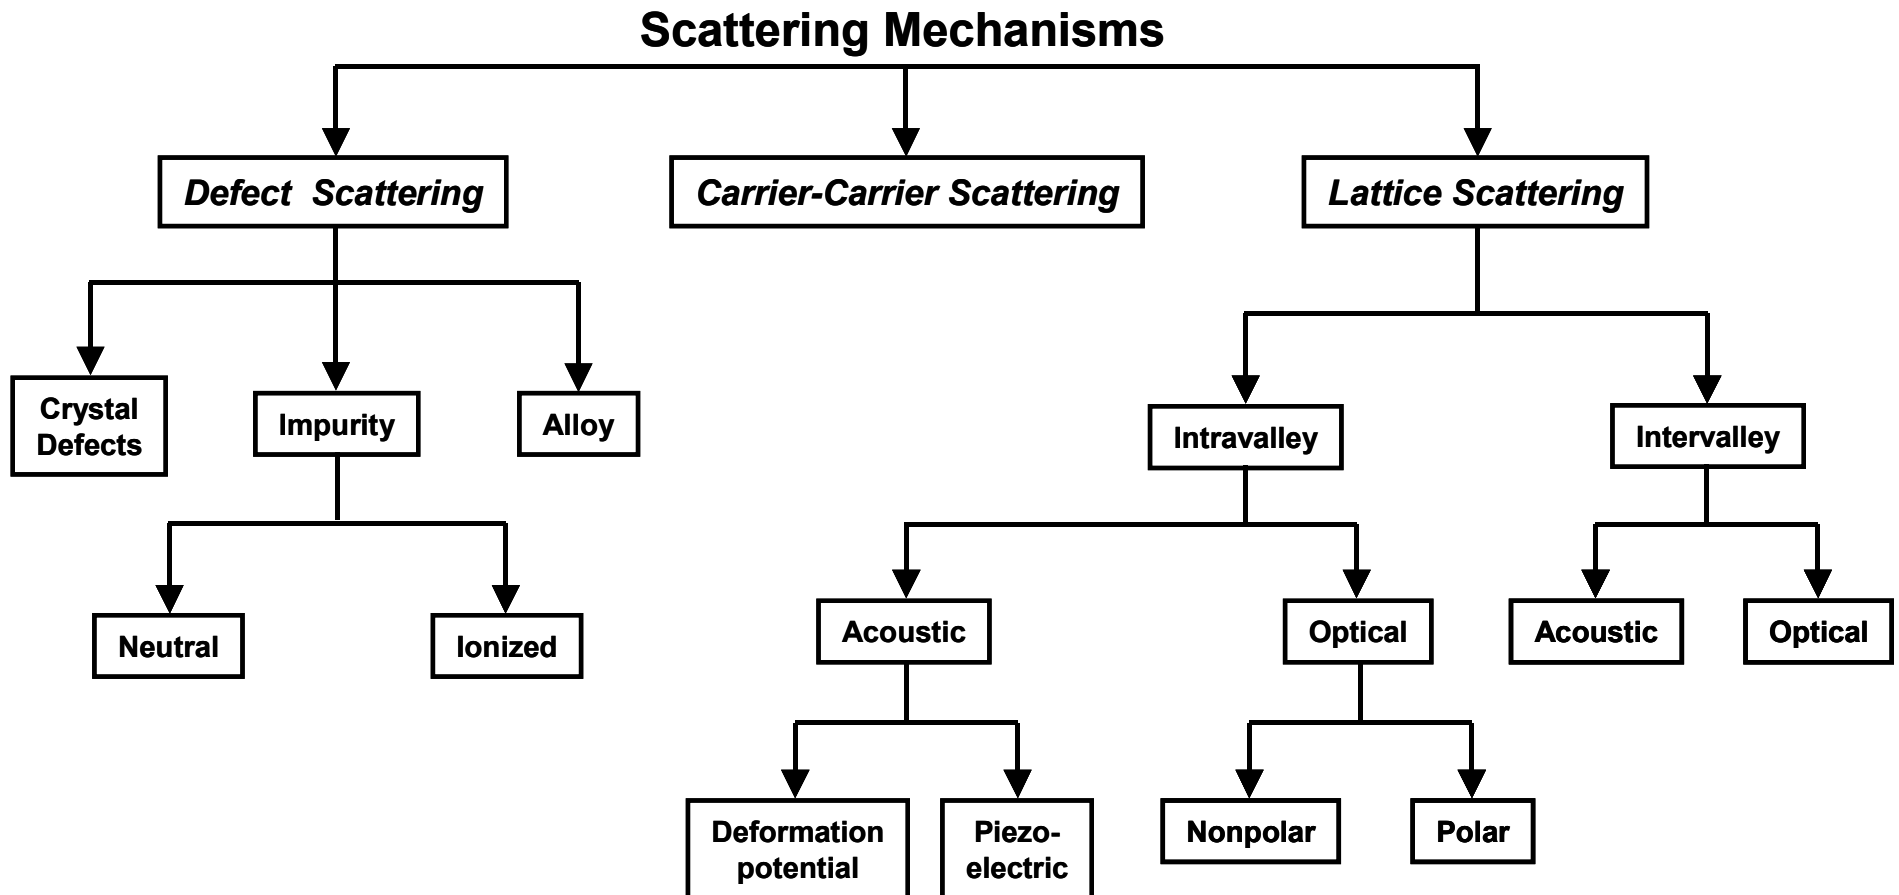 Scattering Mechanisms
Defect Scattering
Carrier-Carrier Scattering
Lattice Scattering
Crystal
Defects
Impurity
Alloy
Intravalley
Intervalley
Neutral
Ionized
Acoustic
Optical
Acoustic
Optical
Deformation
potential
Piezo-
electric
Nonpolar
Polar